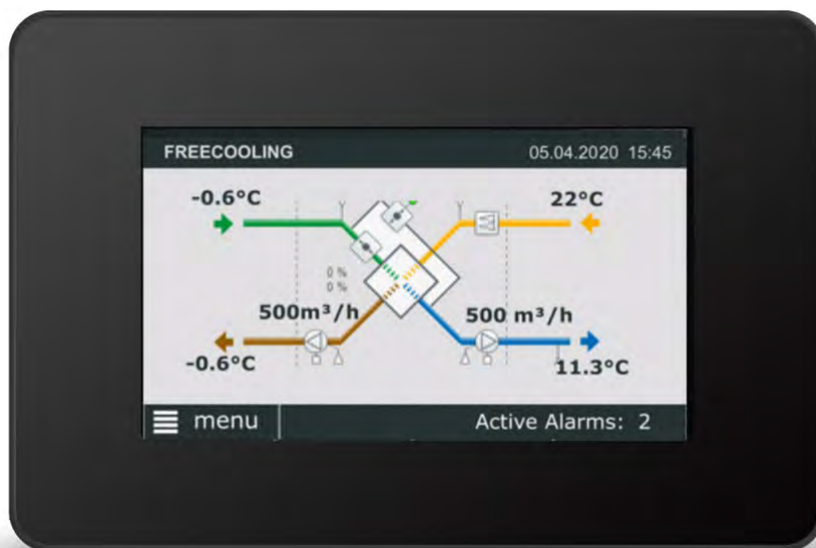 FREECOOLING 05.04.2020 15:45
-0.6°C 22°C
0 %
0 %
500m³/h 500 m³/h
-0.6°C 11.3°C
menu Active Alarms: 2